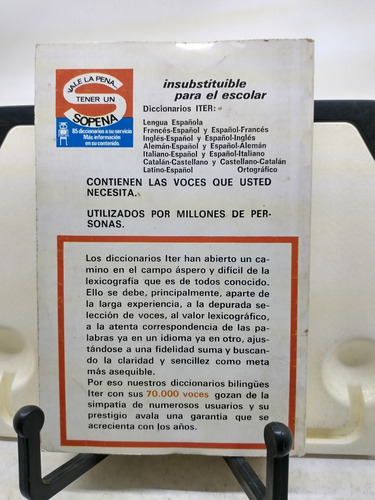 VALE LA PENA...
TENER UN
SOPENA
85 diccionarios a su servicio
Más información
en su contenido.
insubstituíble
para el escolar
Diccionarios ITER:
Lengua Española
Francés-Español y Español-Francés
Inglés-Español y Español-Inglés
Alemán-Español y Español-Alemán
Italiano-Español y Español-Italiano
Catalán-Castellano y Castellano-Catalán
Latino-Español Ortográfico
CONTIENEN LAS VOCES QUE USTED
NECESITA.
UTILIZADOS POR MILLONES DE PER-
SONAS.
Los diccionarios Iter han abierto un ca-
mino en el campo áspero y difícil de la
lexicografía que es de todos conocido.
Ello se debe, principalmente, aparte de
la larga experiencia, a la depurada se-
lección de voces, al valor lexicográfico,
a la atenta correspondencia de las pa-
labras ya en un idioma ya en otro, ajus-
tándose a una fidelidad suma y buscan-
do la claridad y sencillez como meta
más asequible.
Por eso nuestros diccionarios bilingües
Iter con sus 70.000 voces gozan de la
simpatía de numerosos usuarios y su
prestigio avala una garantía que se
acrecienta con los años.